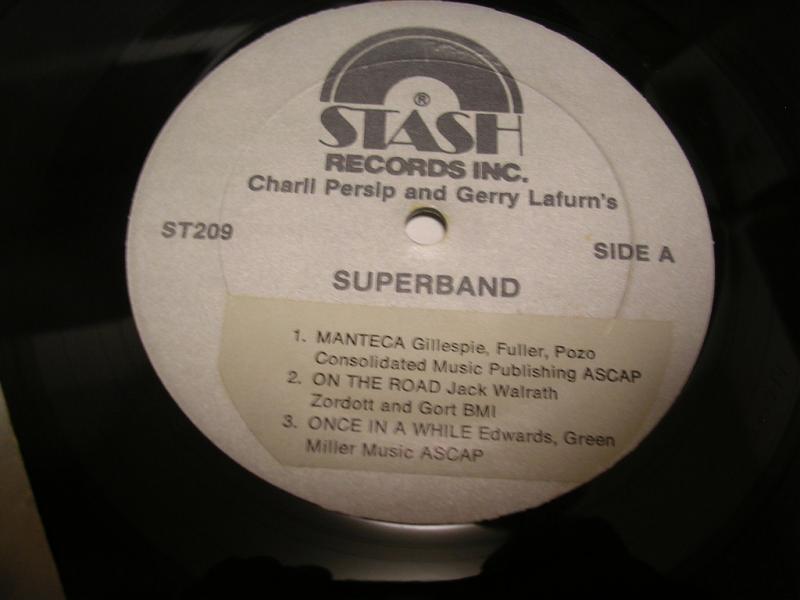 ®
STASH
RECORDS INC.
Charli Persip and Gerry Lafurn's
ST209
SIDE A
SUPERBAND
1. MANTECA Gillespie, Fuller, Pozo
Consolidated Music Publishing ASCAP
2. ON THE ROAD Jack Walrath
Zordott and Gort BMI
3. ONCE IN A WHILE Edwards, Green
Miller Music ASCAP